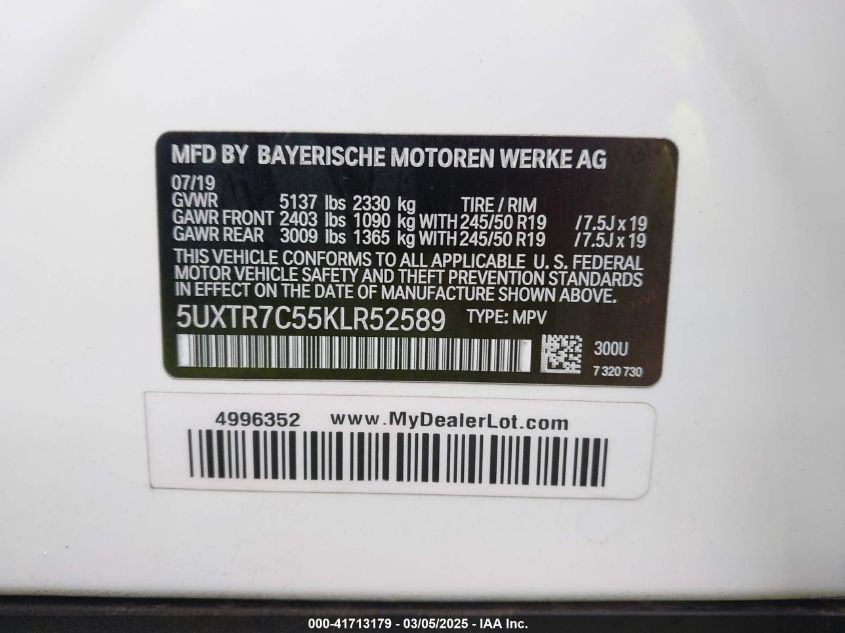 MFD BY BAYERISCHE MOTOREN WERKE AG
07/19
GVWR 5137 lbs 2330 kg TIRE / RIM
GAWR FRONT 2403 lbs 1090 kg WITH 245/50 R19 /7.5J x 19
GAWR REAR 3009 lbs 1365 kg WITH 245/50 R19 /7.5J x 19
THIS VEHICLE CONFORMS TO ALL APPLICABLE U. S. FEDERAL
MOTOR VEHICLE SAFETY AND THEFT PREVENTION STANDARDS
IN EFFECT ON THE DATE OF MANUFACTURE SHOWN ABOVE.
5UXTR7C55KLR52589 TYPE: MPV
300U
7 320 730
4996352 www.MyDealerLot.com
000-41713179 - 03/05/2025 - IAA Inc.